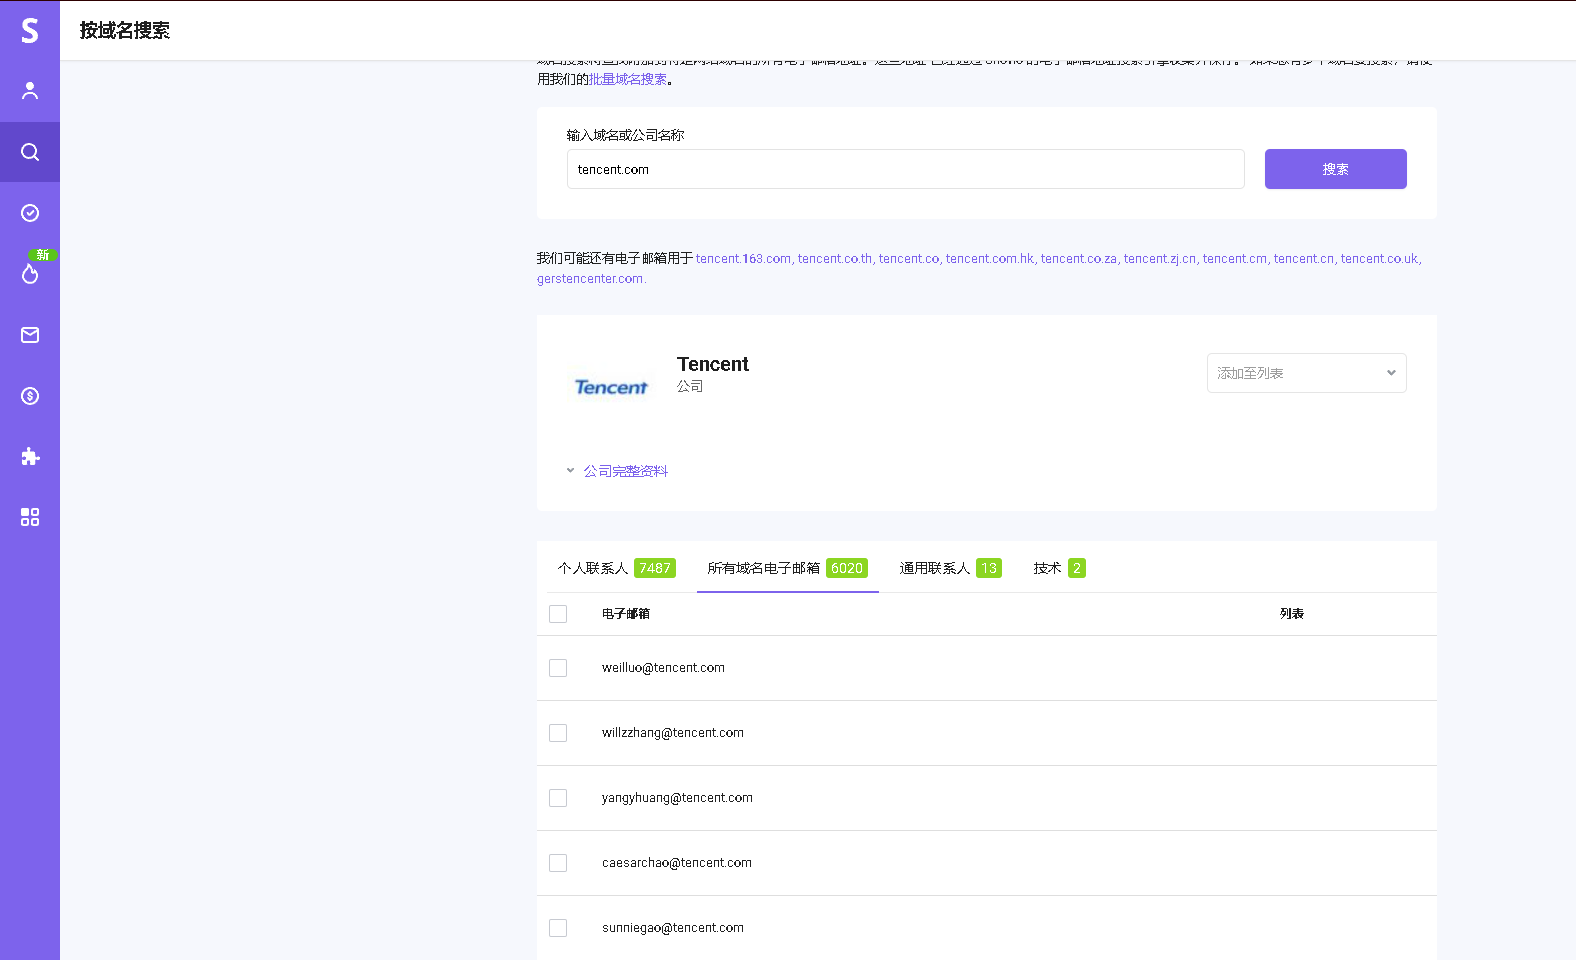 S
按域名搜索
用我们的批量域名搜索。
输入域名或公司名称
tencent.com
搜索
新
我们可能还有电子邮箱用于 tencent.163.com, tencent.co.th, tencent.co, tencent.com.hk, tencent.co.za, tencent.zj.cn, tencent.cm, tencent.cn, tencent.co.uk,
gerstencenter.com.
Tencent
Tencent
公司
添加至列表
公司完整资料
个人联系人 7487 所有域名电子邮箱 6020 通用联系人 13 技术 2
电子邮箱 列表
weilluo@tencent.com
willzzhang@tencent.com
yangyhuang@tencent.com
caesarchao@tencent.com
sunniegao@tencent.com